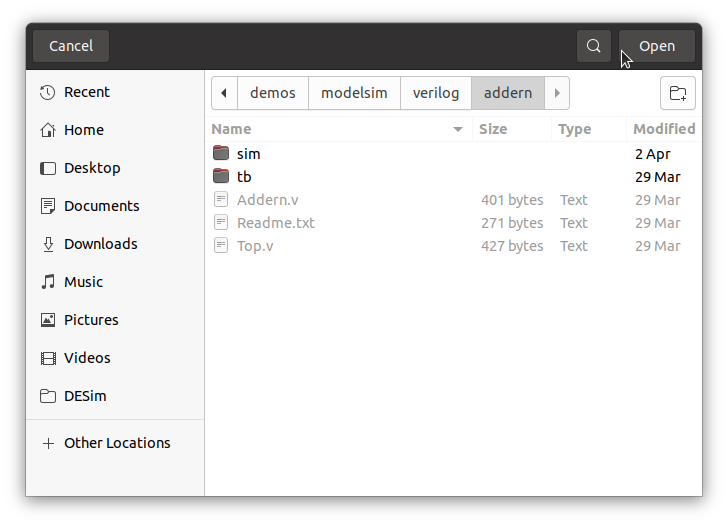 Cancel Open
Recent
Home
Desktop
Documents
Downloads
Music
Pictures
Videos
DESim
Other Locations
demos modelsim verilog addern
Name Size Type Modified
sim 2 Apr
tb 29 Mar
Addern.v 401 bytes Text 29 Mar
Readme.txt 271 bytes Text 29 Mar
Top.v 427 bytes Text 29 Mar